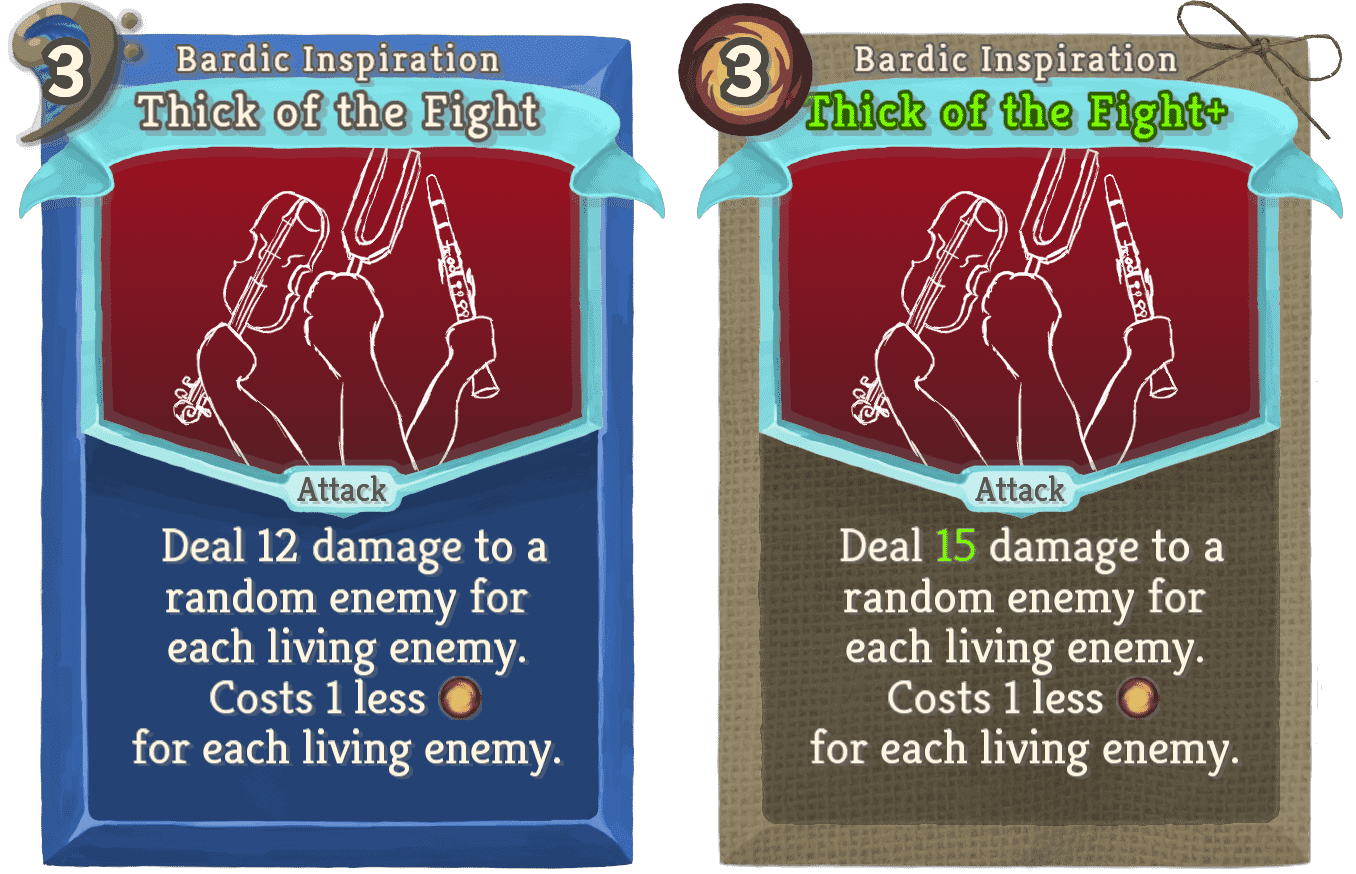 3
Bardic Inspiration
Thick of the Fight
Attack
Deal 12 damage to a
random enemy for
each living enemy.
Costs 1 less
for each living enemy.
3
Bardic Inspiration
Thick of the Fight+
Attack
Deal 15 damage to a
random enemy for
each living enemy.
Costs 1 less
for each living enemy.